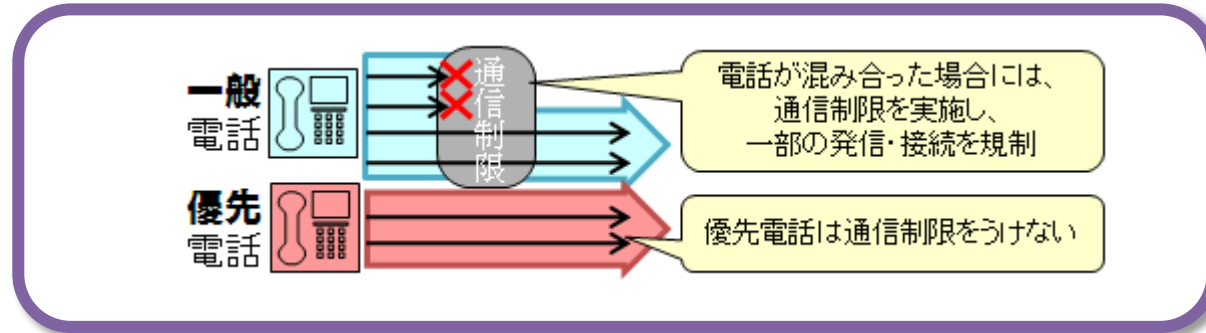 一般
電話
通信制限
電話が混み合った場合には、
通信制限を実施し、
一部の発信・接続を規制
優先
電話
優先電話は通信制限をうけない